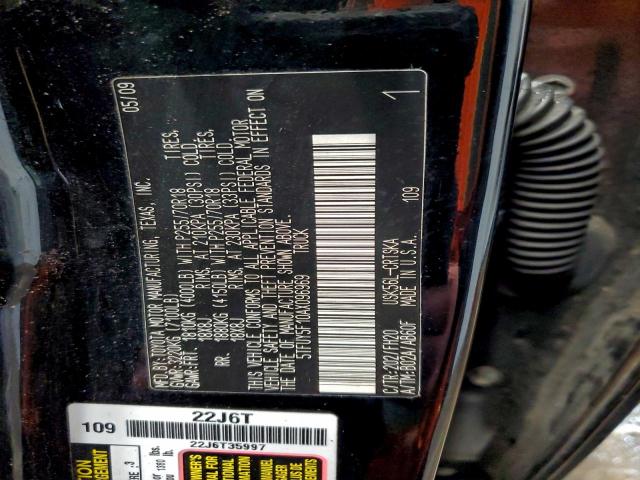 MFD.BY: TOYOTA MOTOR MANUFACTURING, TEXAS, INC. 05/09
GVWR: 3220KG (7100LB)
GAWR:FRT. 1810KG (4000LB) WITH P255/70R18 TIRES,
18X8J RIMS, AT 210KPA (30PSI) COLD.
RR. 1880KG (4150LB) WITH P255/70R18 TIRES,
18X8J RIMS, AT 230KPA (33PSI) COLD.
THIS VEHICLE CONFORMS TO ALL APPLICABLE FEDERAL MOTOR
VEHICLE SAFETY AND THEFT PREVENTION STANDARDS IN EFFECT ON
THE DATE OF MANUFACTURE SHOWN ABOVE.
TRUCK
C/TR:202/FH20 USK56L-CRTSKA 109
A/TM:B02A/AB60F MADE IN U.S.A.
1
109 22J6T
22J6T35997